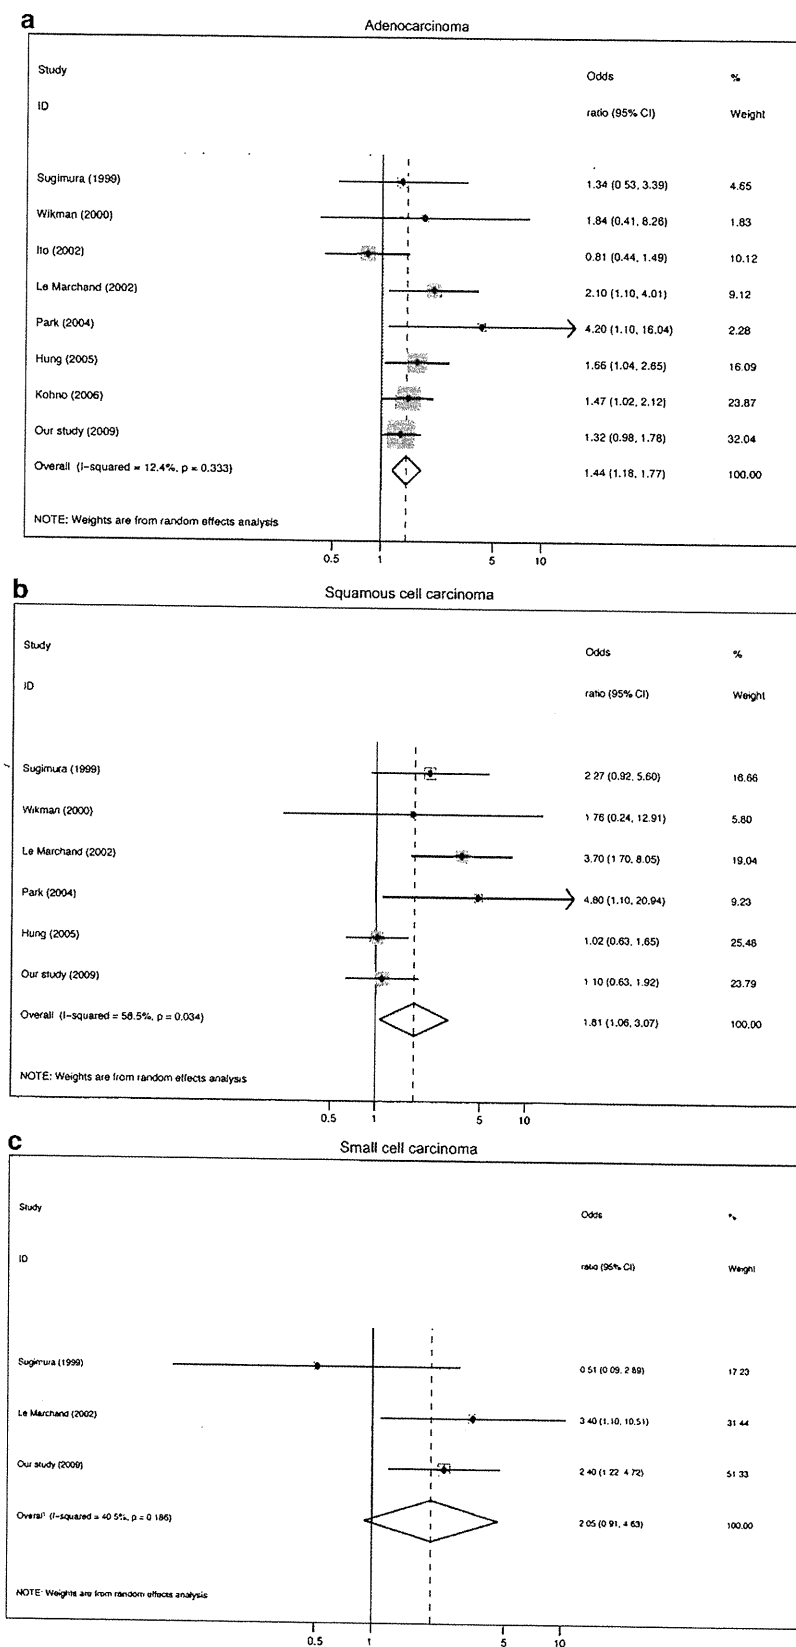 a
Adenocarcinoma
Study Odds %
ID ratio (95% CI) Weight
Sugimura (1999) 1.34 (0 53, 3.39) 4.65
Wikman (2000) 1.84 (0.41, 8.26) 1.83
Ito (2002) 0.81 (0.44, 1.49) 10.12
Le Marchand (2002) 2.10 (1.10, 4.01) 9.12
Park (2004) 4.20 (1.10, 16.04) 2.28
Hung (2005) 1.66 (1.04, 2.65) 16.09
Kohno (2006) 1.47 (1.02, 2.12) 23.87
Our study (2009) 1.32 (0.98, 1.78) 32.04
Overall (I-squared = 12.4%, p = 0.333) 1.44 (1.18, 1.77) 100.00
NOTE: Weights are from random effects analysis
0.5 1 5 10
b
Squamous cell carcinoma
Study Odds %
ID ratio (95% CI) Weight
Sugimura (1999) 2 27 (0.92, 5.60) 16.66
Wikman (2000) 1 76 (0.24, 12.91) 5.80
Le Marchand (2002) 3.70 (1 70, 8.05) 19.04
Park (2004) 4.80 (1.10, 20.94) 9.23
Hung (2005) 1.02 (0.63, 1.65) 25.48
Our study (2009) 1 10 (0.63, 1.92) 23.79
Overall (I-squared = 58.5%, p = 0.034) 1.81 (1.06, 3.07) 100.00
NOTE: Weights are from random effects analysis
0.5 1 5 10
c
Small cell carcinoma
Study Odds %
ID ratio (95% CI) Weight
Sugimura (1999) 0 51 (0 09, 2 89) 17 23
Le Marchand (2002) 3 40 (1.10, 10.51) 31 44
Our study (2009) 2 40 (1 22 4 72) 51 33
Overall (I-squared = 40 5%, p = 0 186) 2 05 (0 91, 4 63) 100.00
NOTE: Weights are from random effects analysis
0.5 1 5 10